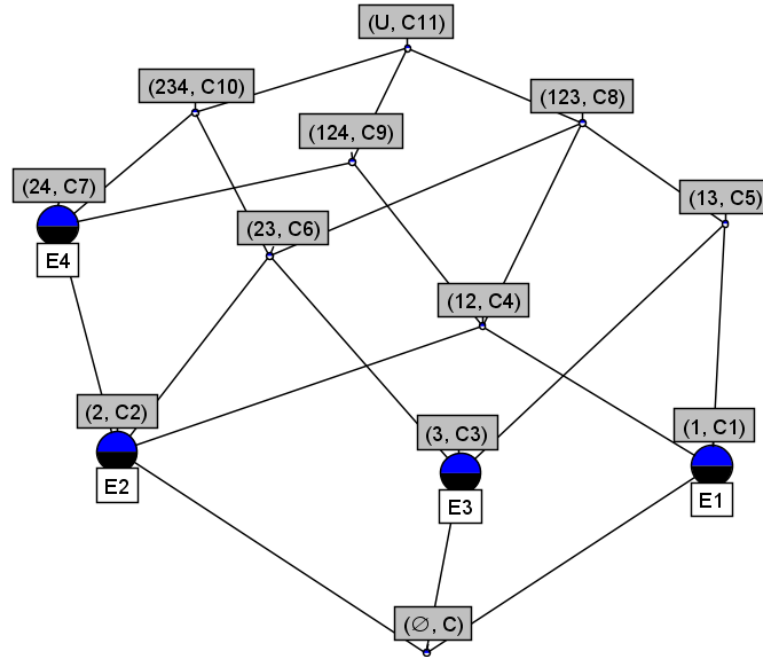 (U, C11)
(234, C10)
(123, C8)
(124, C9)
(24, C7)
(13, C5)
(23, C6)
E4
(12, C4)
(2, C2)
(3, C3)
(1, C1)
E2
E3
E1
(∅, C)